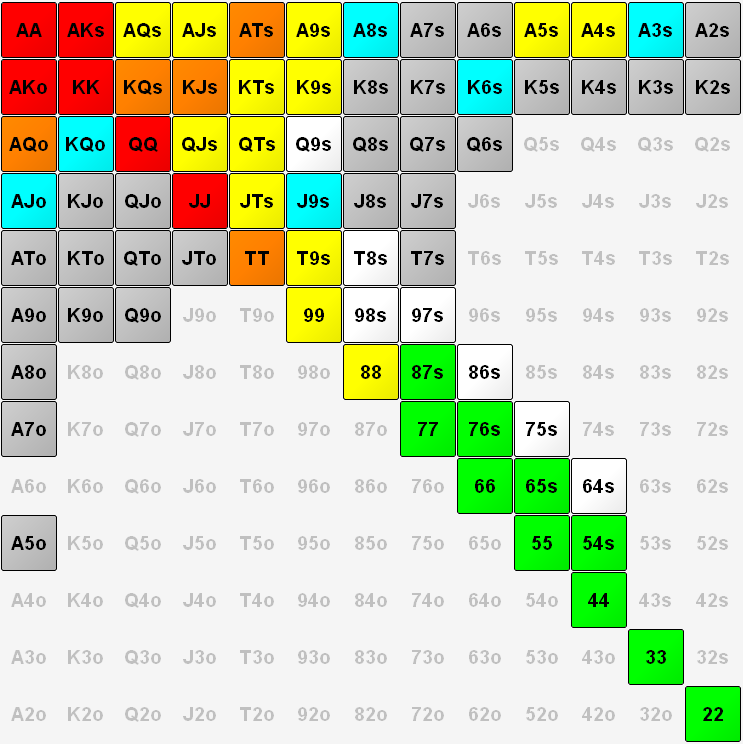 AA AKs AQs AJs ATs A9s A8s A7s A6s A5s A4s A3s A2s
AKo KK KQs KJs KTs K9s K8s K7s K6s K5s K4s K3s K2s
AQo KQo QQ QJs QTs Q9s Q8s Q7s Q6s Q5s Q4s Q3s Q2s
AJo KJo QJo JJ JTs J9s J8s J7s J6s J5s J4s J3s J2s
ATo KTo QTo JTo TT T9s T8s T7s T6s T5s T4s T3s T2s
A9o K9o Q9o J9o T9o 99 98s 97s 96s 95s 94s 93s 92s
A8o K8o Q8o J8o T8o 98o 88 87s 86s 85s 84s 83s 82s
A7o K7o Q7o J7o T7o 97o 87o 77 76s 75s 74s 73s 72s
A6o K6o Q6o J6o T6o 96o 86o 76o 66 65s 64s 63s 62s
A5o K5o Q5o J5o T5o 95o 85o 75o 65o 55 54s 53s 52s
A4o K4o Q4o J4o T4o 94o 84o 74o 64o 54o 44 43s 42s
A3o K3o Q3o J3o T3o 93o 83o 73o 63o 53o 43o 33 32s
A2o K2o Q2o J2o T2o 92o 82o 72o 62o 52o 42o 32o 22